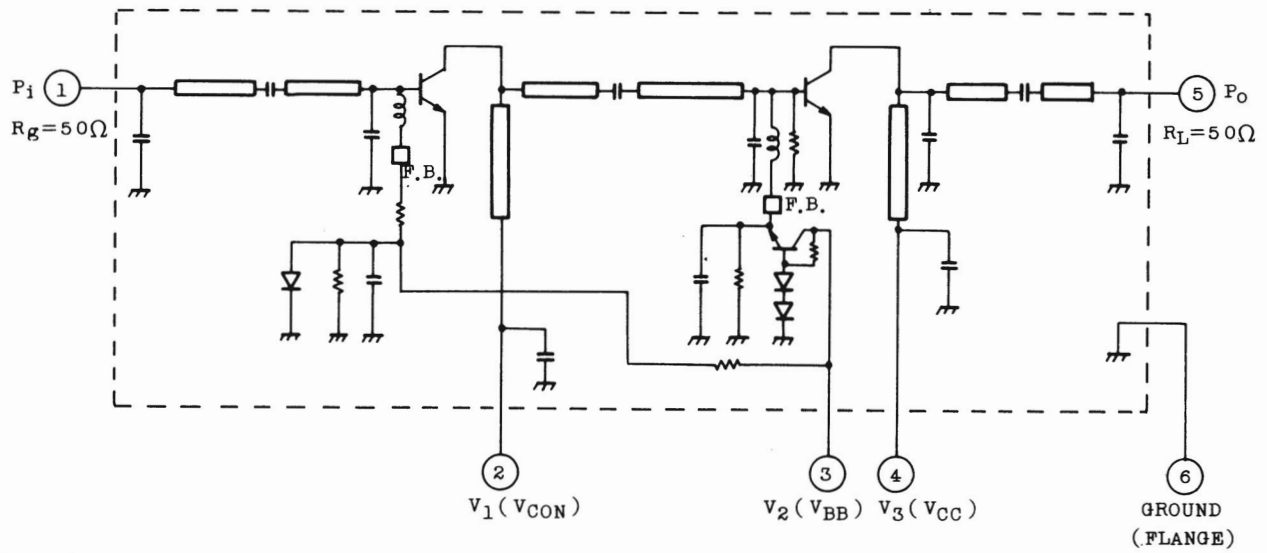 Pi 1
Rg=50Ω
F.B.
F.B.
5 Po
RL=50Ω
2
V1(VCON)
3
V2(VBB)
4
V3(VCC)
6
GROUND
(FLANGE)